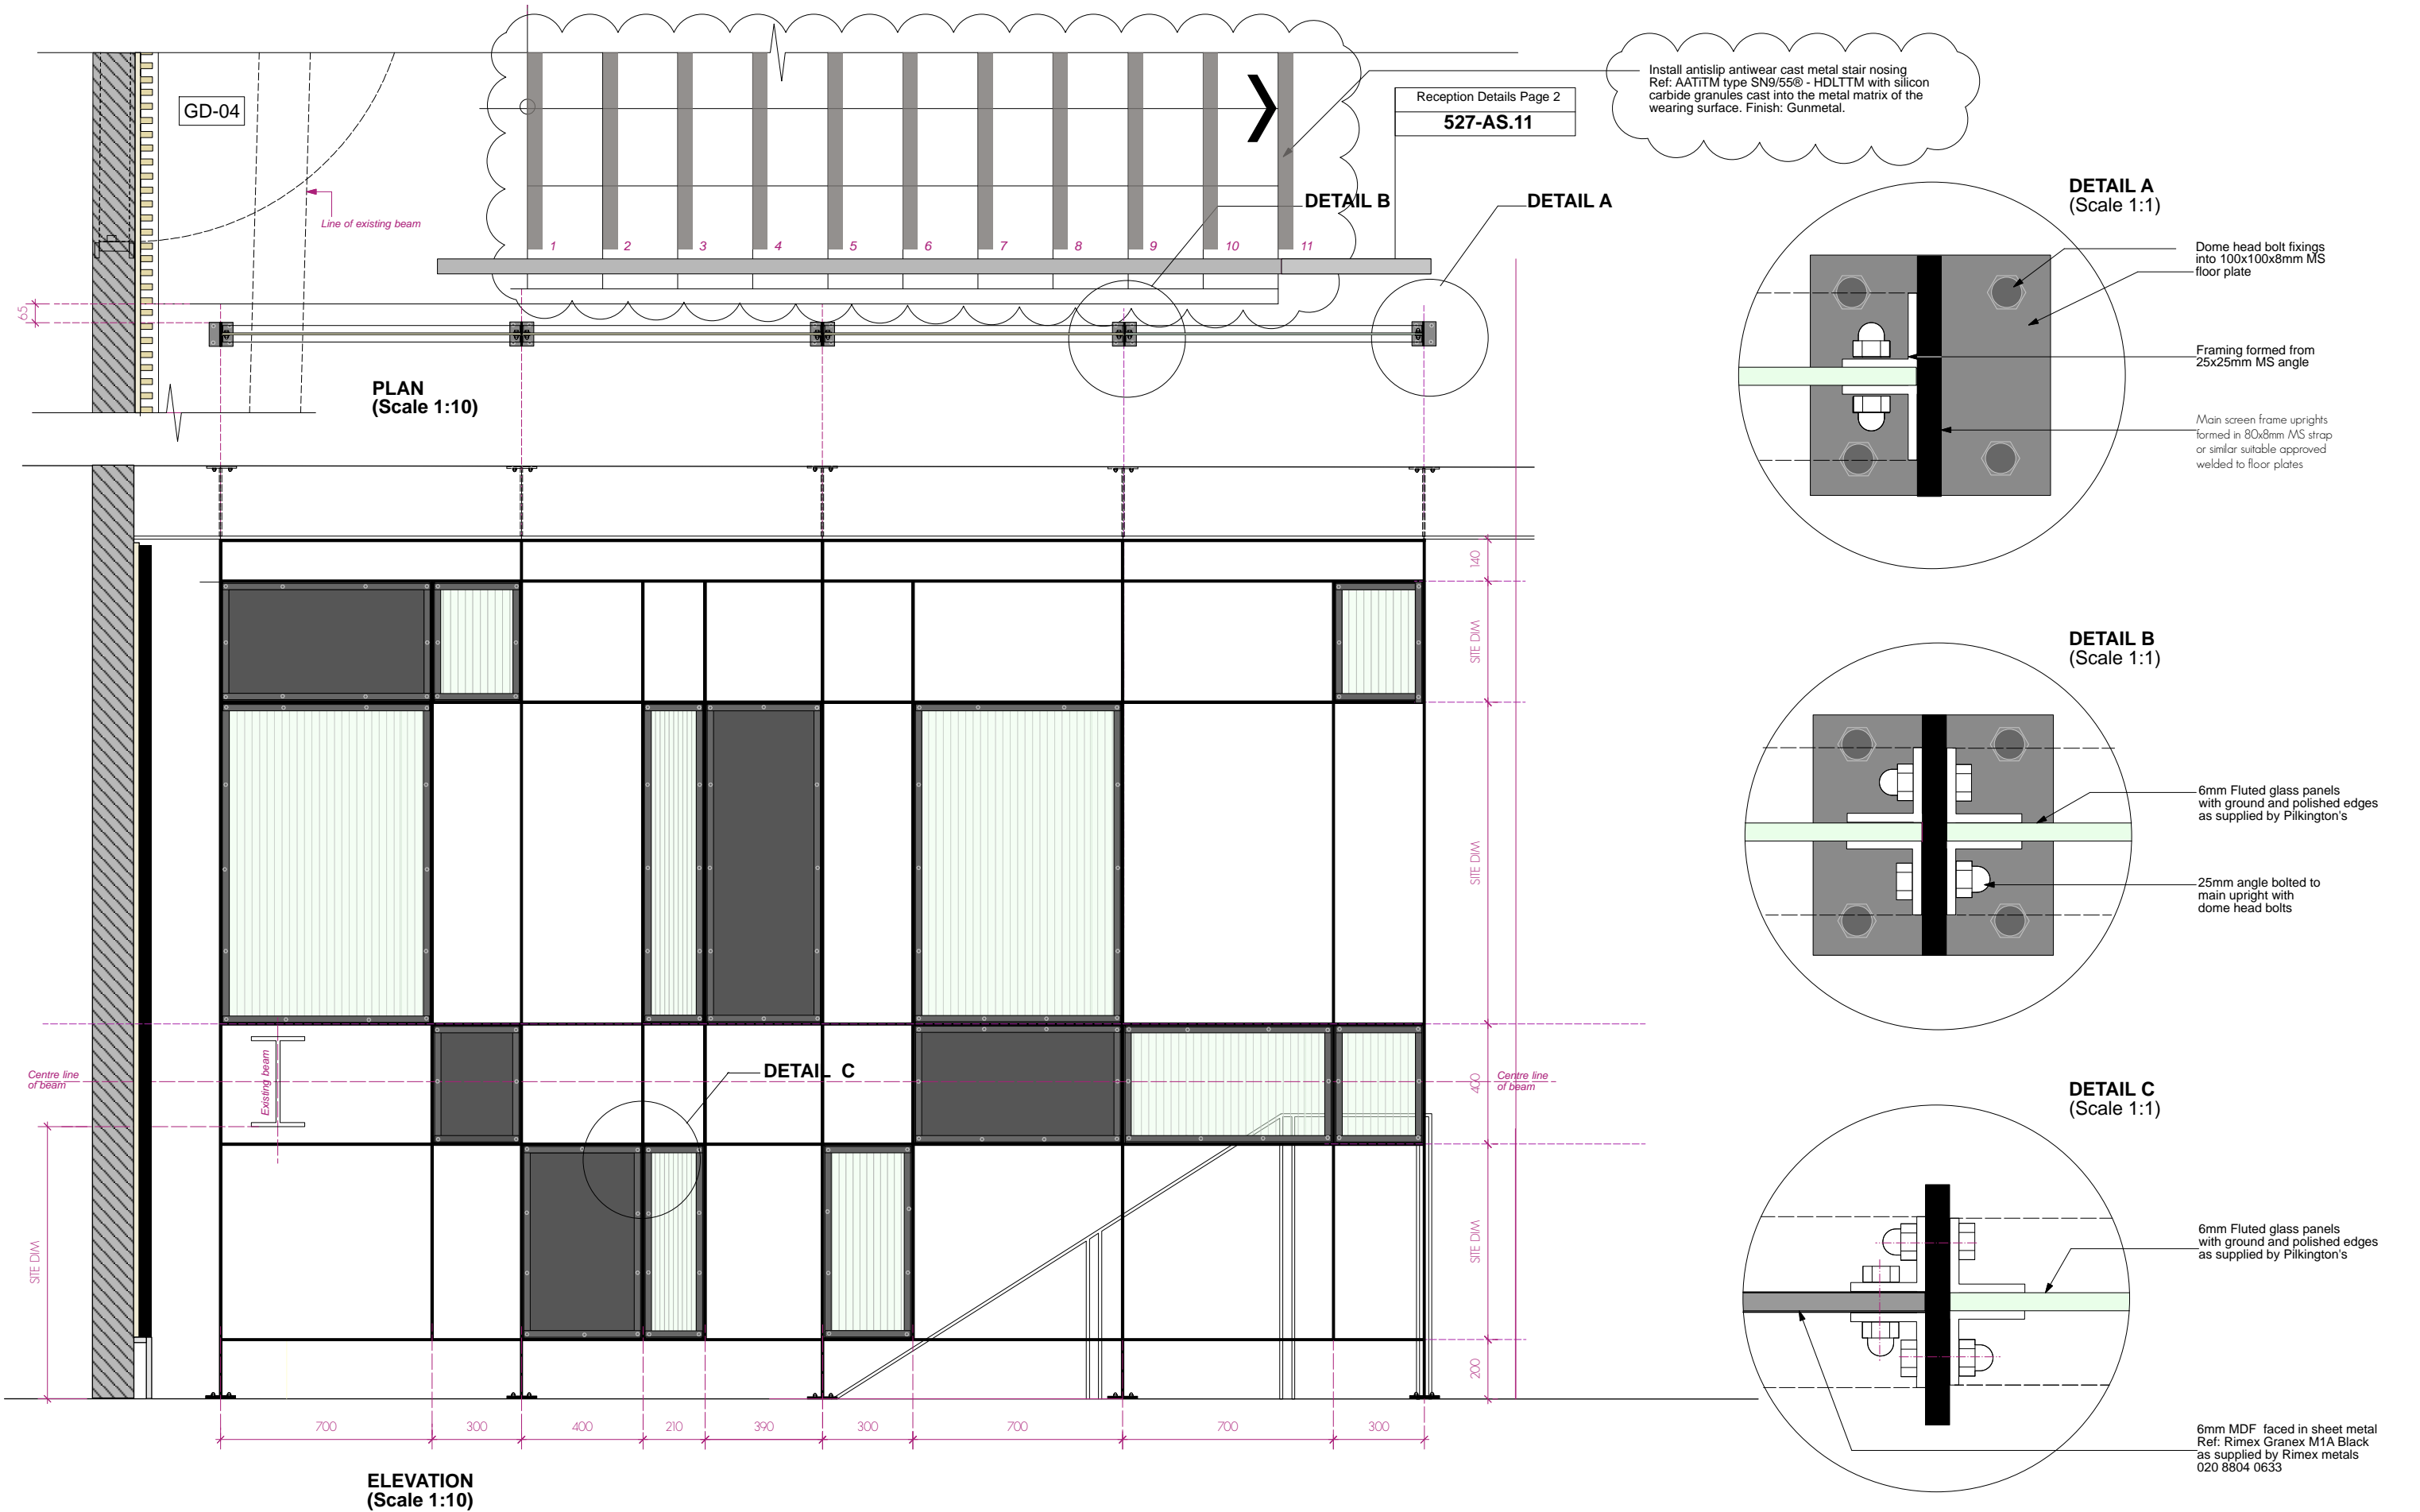 GD-04
Line of existing beam
65
1 2 3 4 5 6 7 8 9 10 11
PLAN
(Scale 1:10)
DETAIL B
DETAIL A
Reception Details Page 2
527-AS.11
Install antislip antiwear cast metal stair nosing
Ref: AATiTM type SN9/55® - HDLTTM with silicon
carbide granules cast into the metal matrix of the
wearing surface. Finish: Gunmetal.
DETAIL A
(Scale 1:1)
Dome head bolt fixings
into 100x100x8mm MS
floor plate
Framing formed from
25x25mm MS angle
Main screen frame uprights
formed in 80x8mm MS strap
or similar suitable approved
welded to floor plates
DETAIL B
(Scale 1:1)
6mm Fluted glass panels
with ground and polished edges
as supplied by Pilkington's
25mm angle bolted to
main upright with
dome head bolts
DETAIL C
(Scale 1:1)
6mm Fluted glass panels
with ground and polished edges
as supplied by Pilkington's
6mm MDF faced in sheet metal
Ref: Rimex Granex M1A Black
as supplied by Rimex metals
020 8804 0633
140
SITE DIM
SITE DIM
400
SITE DIM
200
Centre line
of beam
Existing beam
DETAIL C
Centre line
of beam
SITE DIM
700 300 400 210 390 300 700 700 300
ELEVATION
(Scale 1:10)